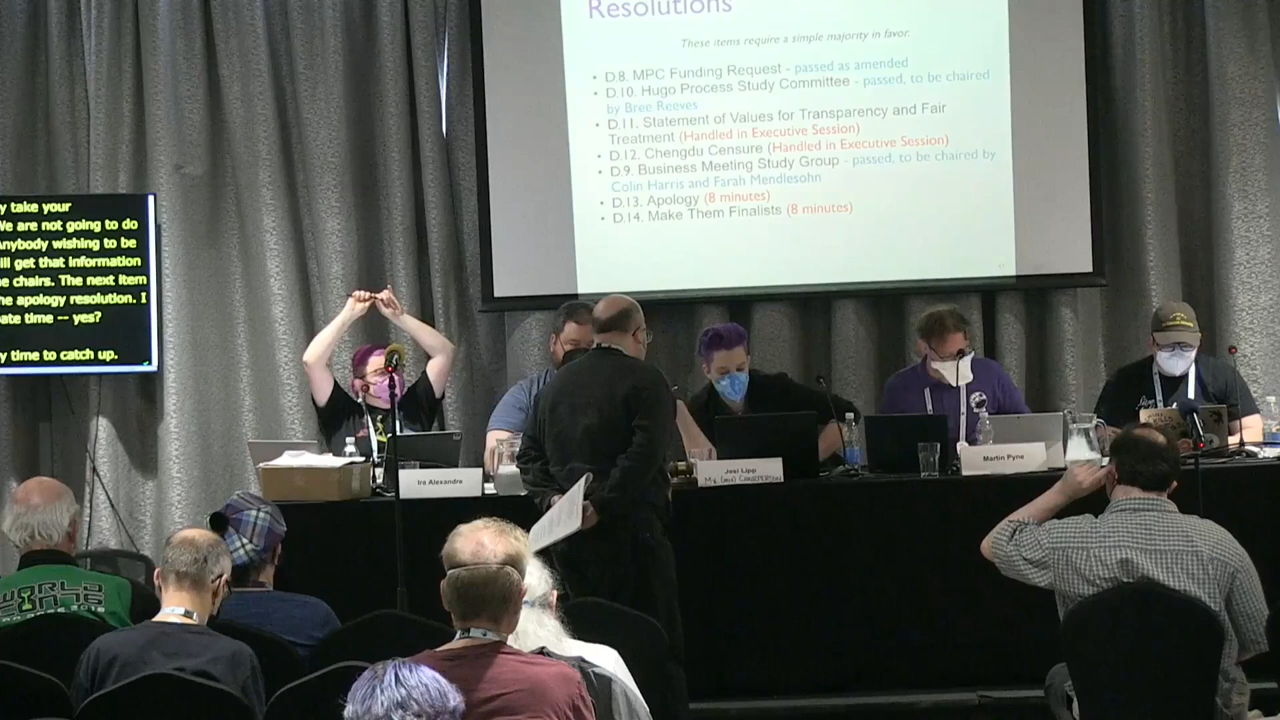 Resolutions
These items require a simple majority in favor.
• D.8. MPC Funding Request - passed as amended
• D.10. Hugo Process Study Committee - passed, to be chaired
by Bree Reeves
• D.11. Statement of Values for Transparency and Fair
Treatment (Handled in Executive Session)
• D.12. Chengdu Censure (Handled in Executive Session)
• D.9. Business Meeting Study Group - passed, to be chaired by
Colin Harris and Farah Mendlesohn
• D.13. Apology (8 minutes)
• D.14. Make Them Finalists (8 minutes)
y take your
We are not going to do
Anybody wishing to be
ill get that information
e chairs. The next item
he apology resolution. I
ate time -- yes?
y time to catch up.
Ira Alexandre
Jesi Lipp
Martin Pyne